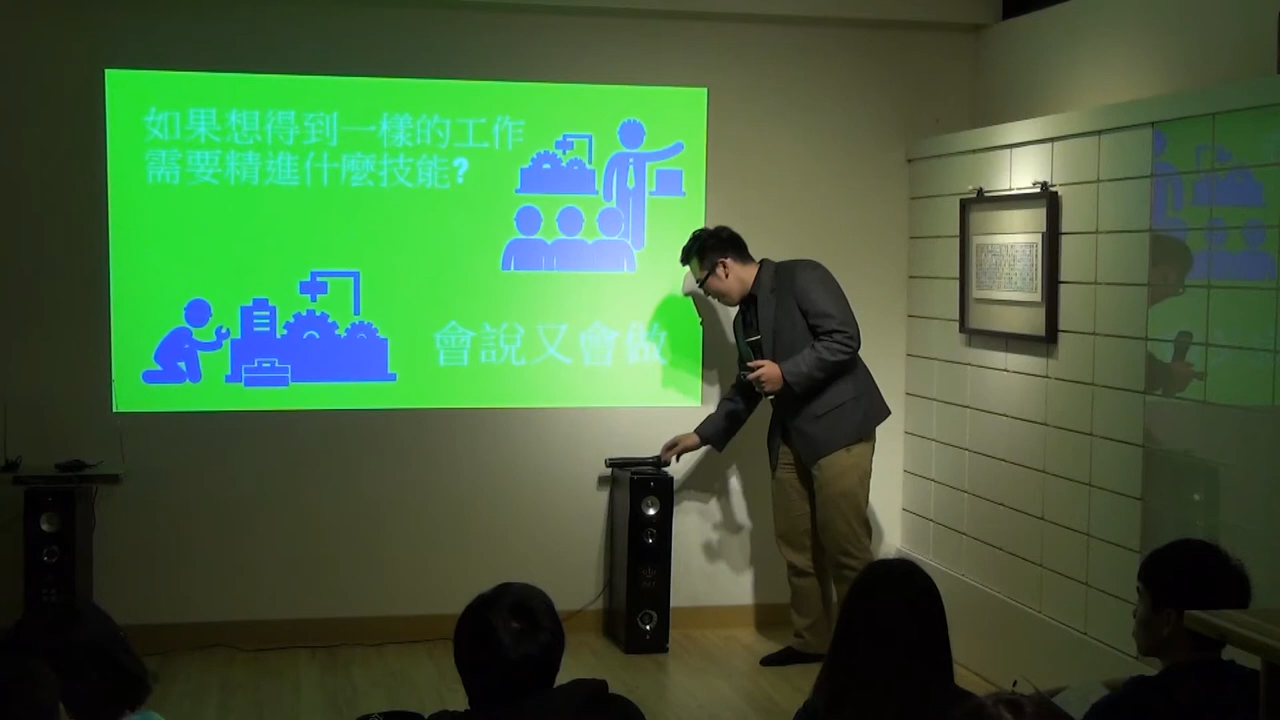 如果想得到一樣的工作
需要精進什麼技能?
會說又會做